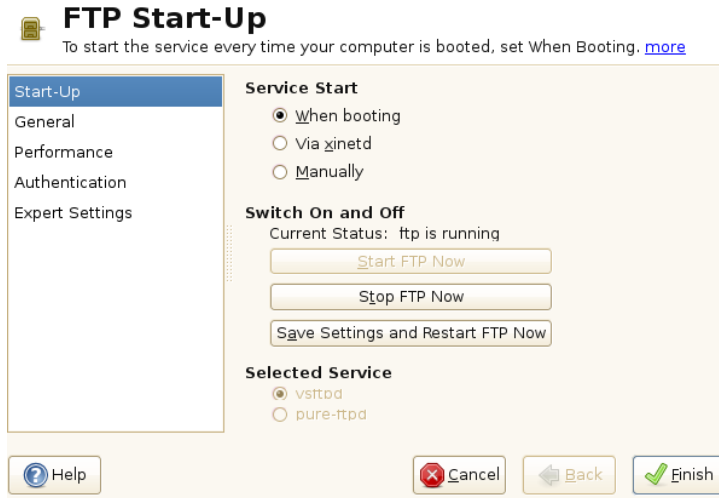 FTP Start-Up
To start the service every time your computer is booted, set When Booting. more
Start-Up
General
Performance
Authentication
Expert Settings
Service Start
When booting
Via xinetd
Manually
Switch On and Off
Current Status: ftp is running
Start FTP Now
Stop FTP Now
Save Settings and Restart FTP Now
Selected Service
vsftpd
pure-ftpd
Help
Cancel
Back
Finish